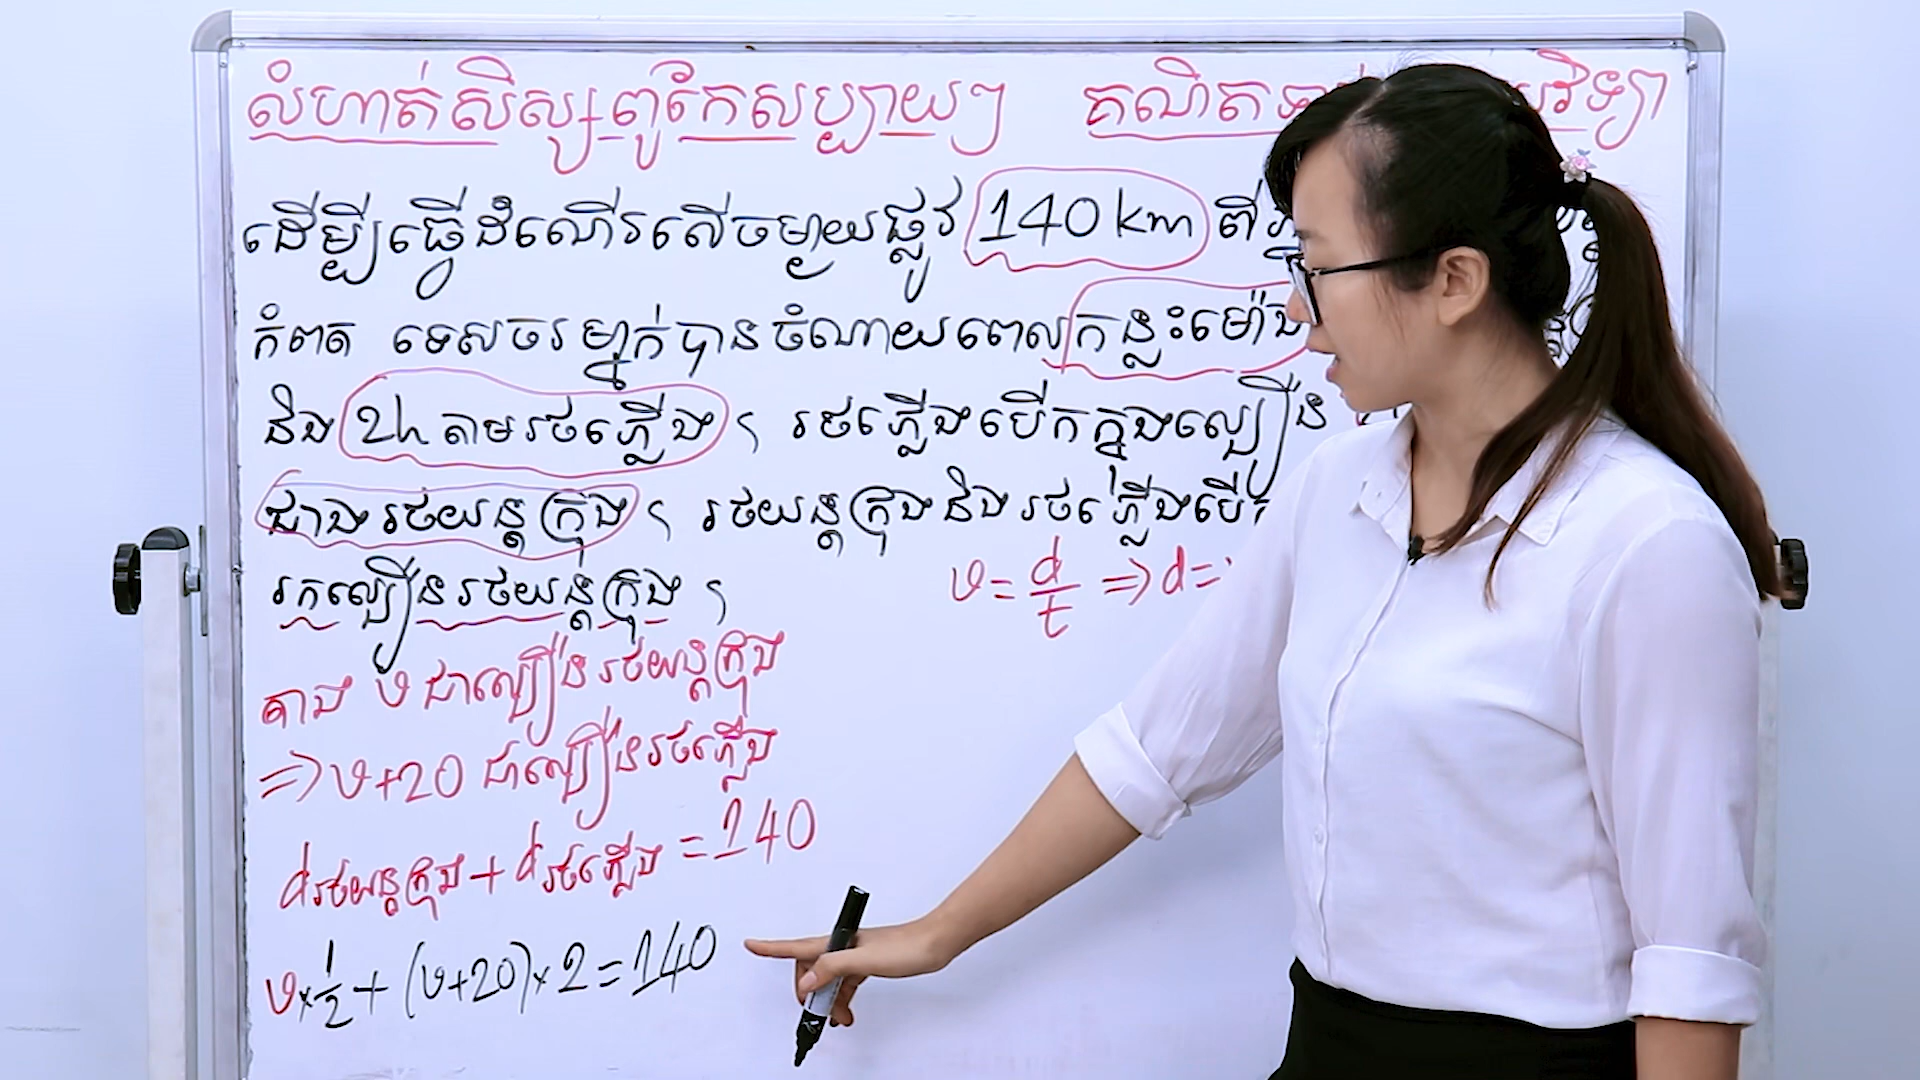 លំហាត់សិស្សពូកែសប្បាយៗ គណិត
ដើម្បីធ្វើដំណើរលើចម្ងាយផ្លូវ 140 km ពី
កំពត ទេសចរម្នាក់បានចំណាយពេលកន្លះម៉ោង
និង 2h តាមរថភ្លើង ។ រថភ្លើងបើកក្នុងល្បឿន
ជាងរថយន្តក្រុង ។ រថយន្តក្រុងនិងរថភ្លើងបើក
រកល្បឿនរថយន្តក្រុង ។
v = d/t ⇒ d =
តាង v ជាល្បឿនរថយន្តក្រុង
⇒ v+20 ជាល្បឿនរថភ្លើង
dរថយន្តក្រុង + dរថភ្លើង = 140
v × 1/2 + (v+20) × 2 = 140